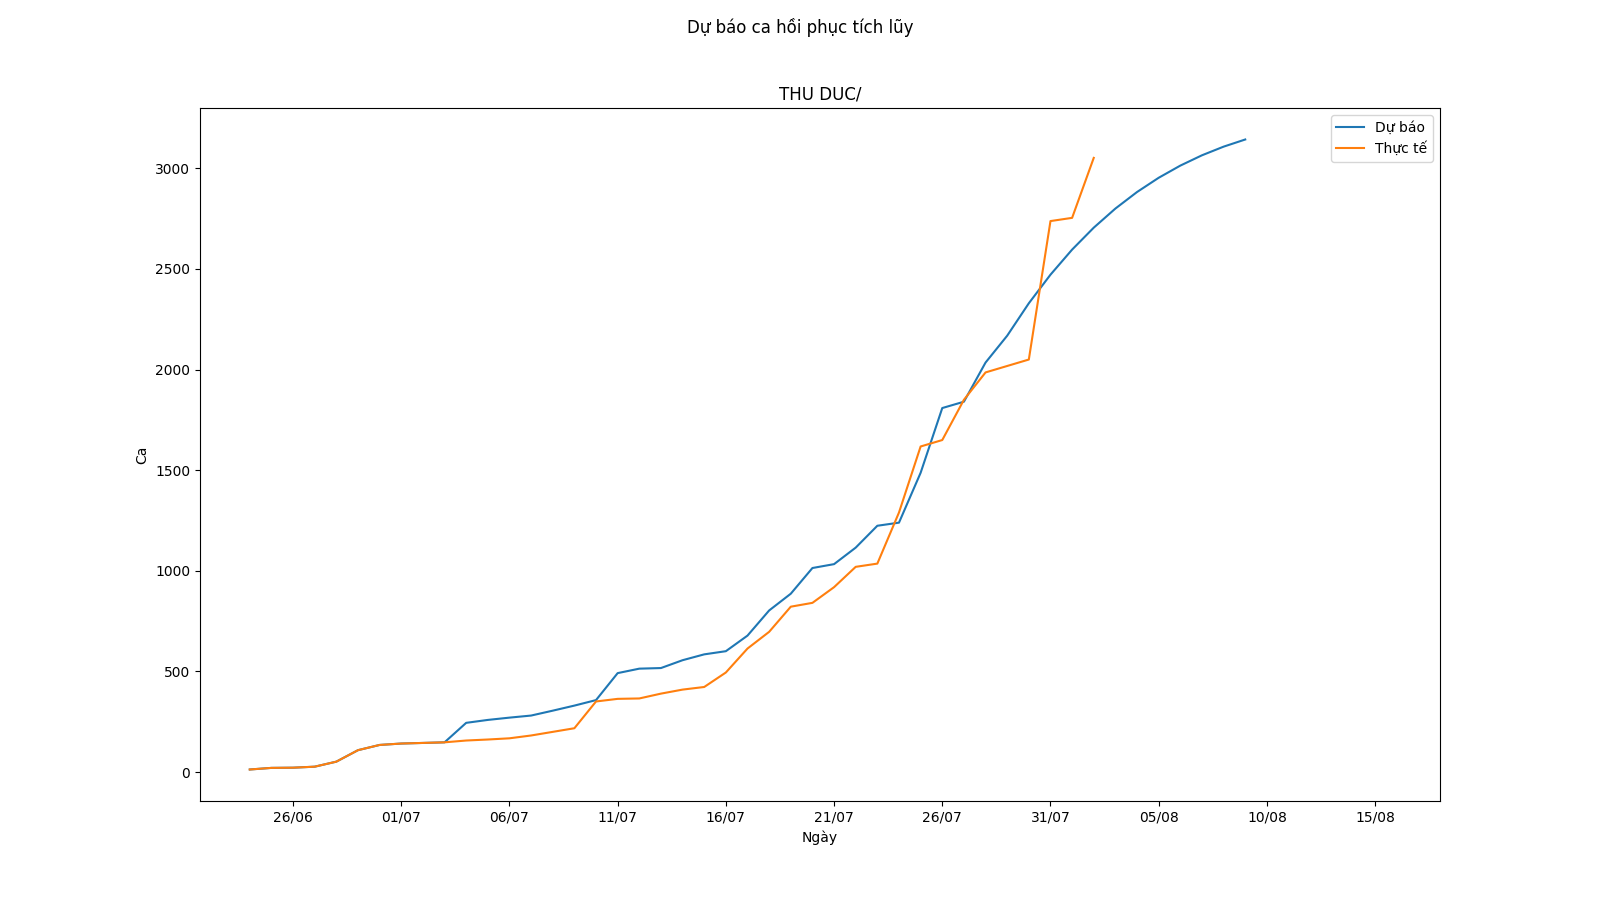 Dự báo ca hồi phục tích lũy
THU DUC/
Dự báo
Thực tế
3000
2500
2000
1500
1000
500
0
Ca
26/06 01/07 06/07 11/07 16/07 21/07 26/07 31/07 05/08 10/08 15/08
Ngày